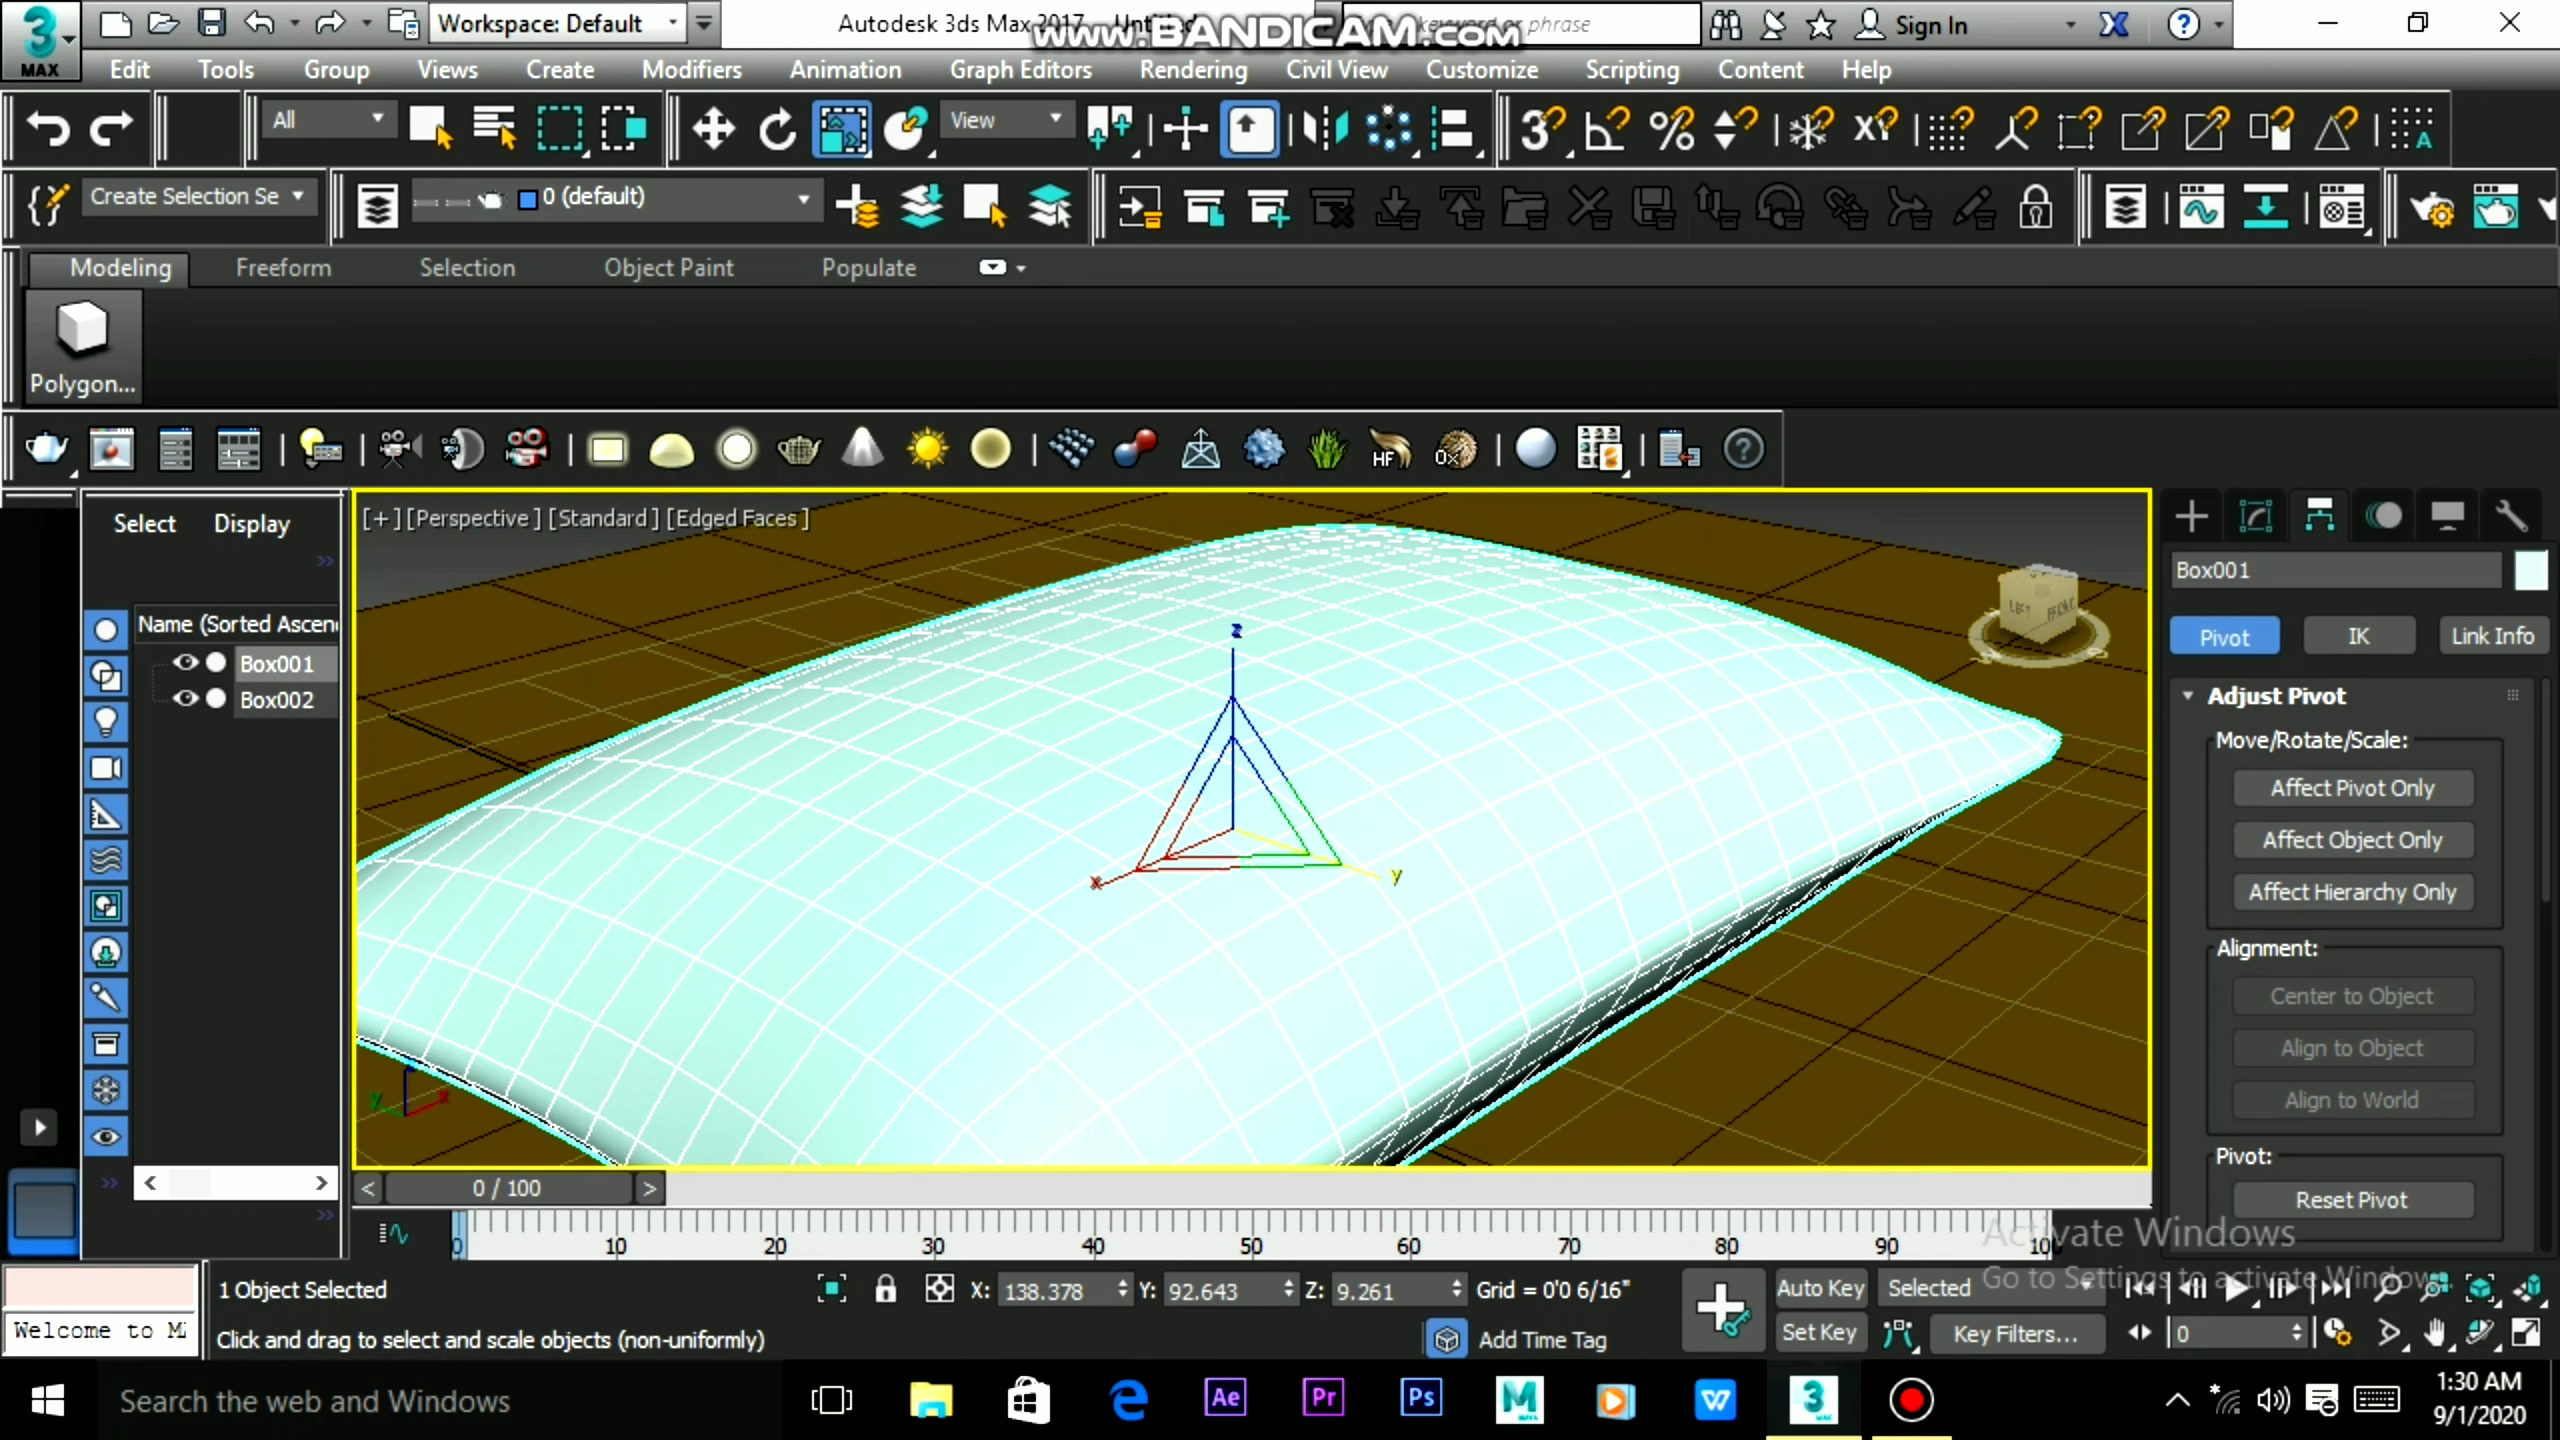 3
MAX
Workspace: Default
Autodesk 3ds Max 2017
keyword or phrase
Sign In
www.BANDICAM.com
Edit Tools Group Views Create Modifiers Animation Graph Editors Rendering Civil View Customize Scripting Content Help
All
View
Create Selection Se
0 (default)
Modeling Freeform Selection Object Paint Populate
Polygon...
[+] [Perspective] [Standard] [Edged Faces]
Select Display
Name (Sorted Ascen
Box001
Box002
z
x
y
LEFT
FRONT
y
x
Box001
Pivot IK Link Info
Adjust Pivot
Move/Rotate/Scale:
Affect Pivot Only
Affect Object Only
Affect Hierarchy Only
Alignment:
Center to Object
Align to Object
Align to World
Pivot:
Reset Pivot
< 0 / 100 >
0 10 20 30 40 50 60 70 80 90 100
Activate Windows
Go to Settings to activate Windows.
1 Object Selected
X: 138.378 Y: 92.643 Z: 9.261 Grid = 0'0 6/16"
Auto Key Selected
Welcome to M
Click and drag to select and scale objects (non-uniformly)
Add Time Tag
Set Key Key Filters... 0
Search the web and Windows
Ae Pr Ps M W 3
1:30 AM
9/1/2020